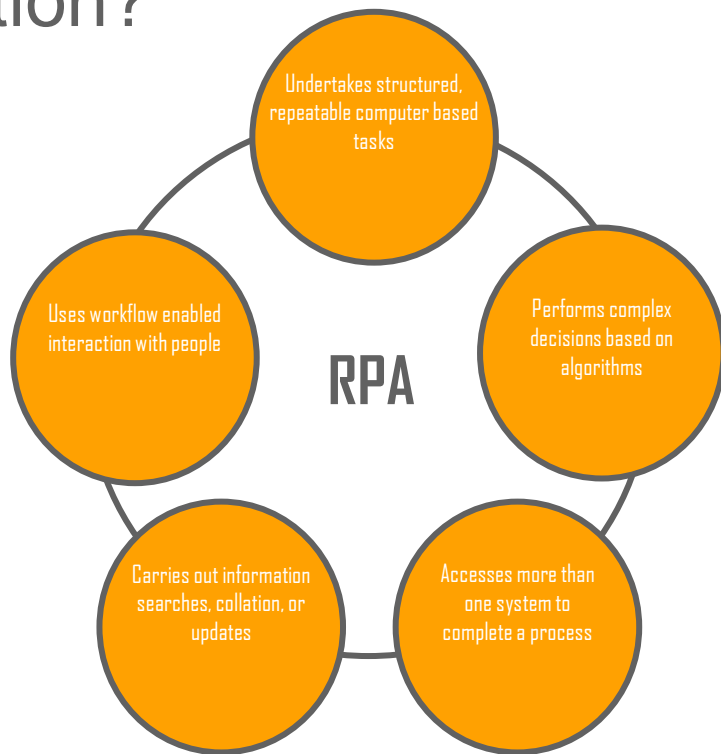 tion?
Undertakes structured,
repeatable computer based
tasks
Performs complex
decisions based on
algorithms
Accesses more than
one system to
complete a process
Carries out information
searches, collation, or
updates
Uses workflow enabled
interaction with people
RPA